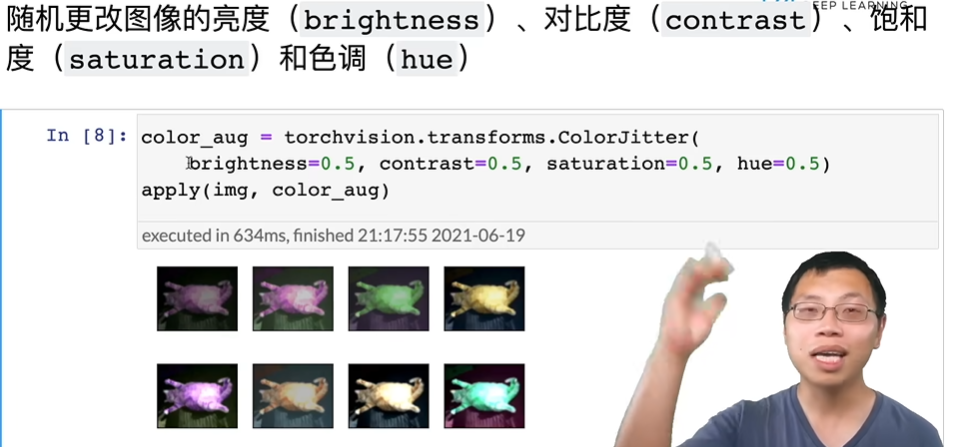 EEP LEARNING
随机更改图像的亮度（brightness）、对比度（contrast）、饱和
度（saturation）和色调（hue）
In [8]: color_aug = torchvision.transforms.ColorJitter(
brightness=0.5, contrast=0.5, saturation=0.5, hue=0.5)
apply(img, color_aug)
executed in 634ms, finished 21:17:55 2021-06-19